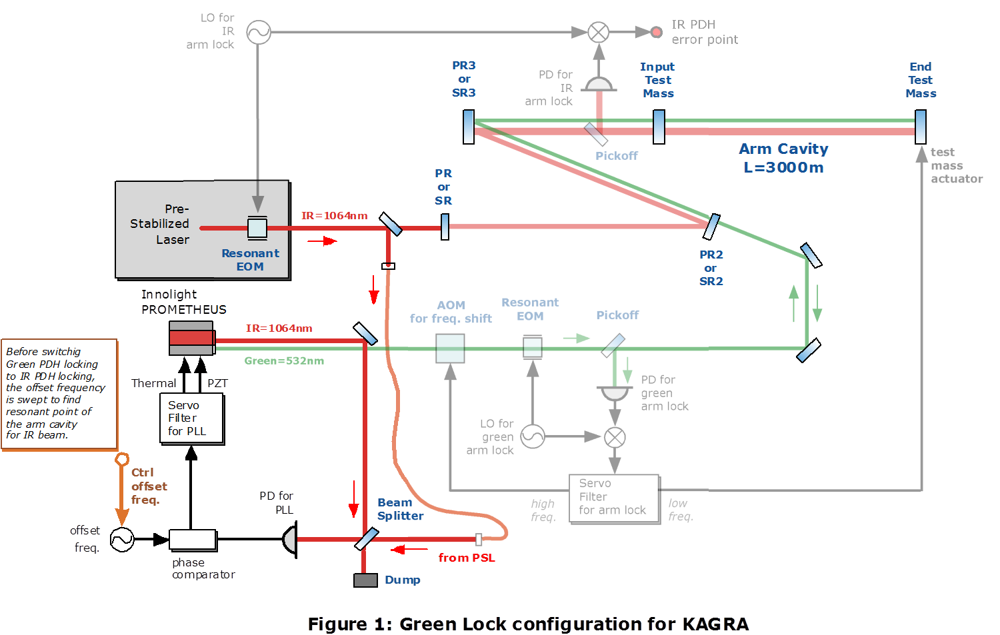 LO for
IR
arm lock
IR PDH
error point
PR3
or
SR3
PD for
IR
arm lock
Input
Test
Mass
End
Test
Mass
Pickoff
Arm Cavity
L=3000m
test
mass
actuator
PR
or
SR
Pre-
Stabilized
Laser
IR=1064nm
Resonant
EOM
PR2
or
SR2
Innolight
PROMETHEUS
AOM
for freq. shift
Resonant
EOM
Pickoff
IR=1064nm
Green=532nm
Before switchig
Green PDH locking
to IR PDH locking,
the offset frequency
is swept to find
resonant point of
the arm cavity
for IR beam.
Thermal
PZT
Servo
Filter
for PLL
PD for
green
arm lock
LO for
green
arm lock
Ctrl
offset
freq.
Servo
Filter
for arm lock
high
freq.
low
freq.
PD for
PLL
Beam
Splitter
offset
freq.
phase
comparator
from PSL
Dump
Figure 1: Green Lock configuration for KAGRA